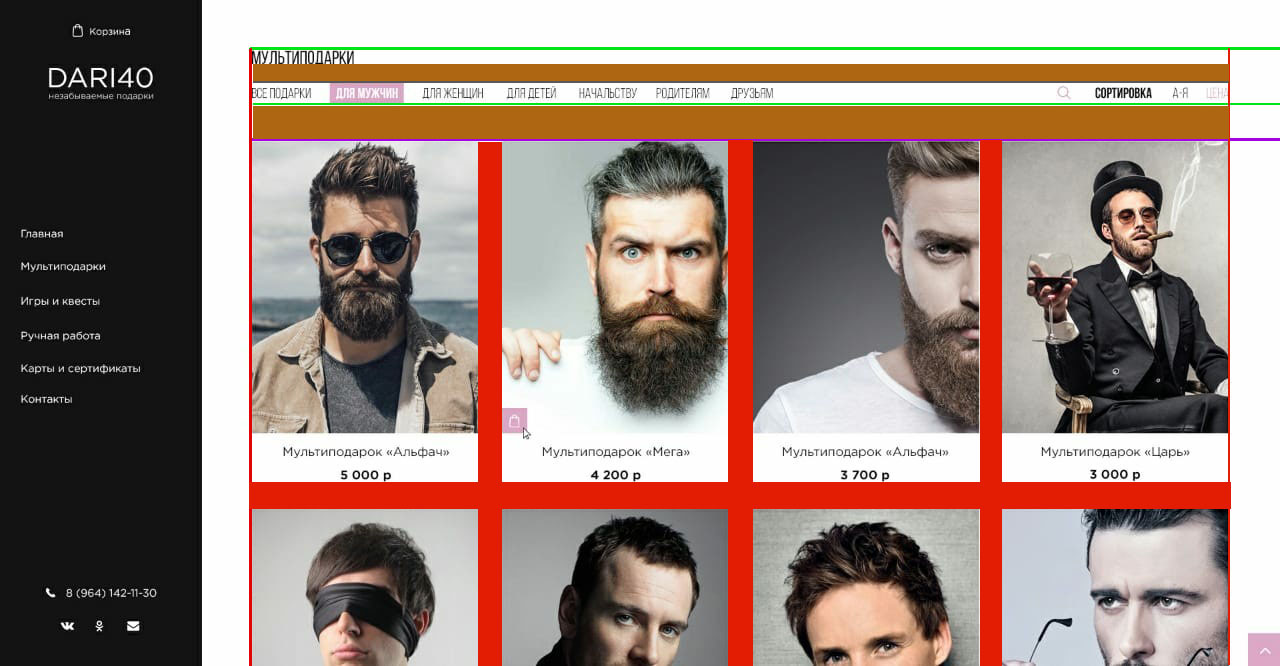 Корзина
DARI40
незабываемые подарки
Главная
Мультиподарки
Игры и квесты
Ручная работа
Карты и сертификаты
Контакты
8 (964) 142-11-30
МУЛЬТИПОДАРКИ
ВСЕ ПОДАРКИ ДЛЯ МУЖЧИН ДЛЯ ЖЕНЩИН ДЛЯ ДЕТЕЙ НАЧАЛЬСТВУ РОДИТЕЛЯМ ДРУЗЬЯМ СОРТИРОВКА А-Я ЦЕНА
Мультиподарок «Альфач» Мультиподарок «Мега» Мультиподарок «Альфач» Мультиподарок «Царь»
5 000 р 4 200 р 3 700 р 3 000 р